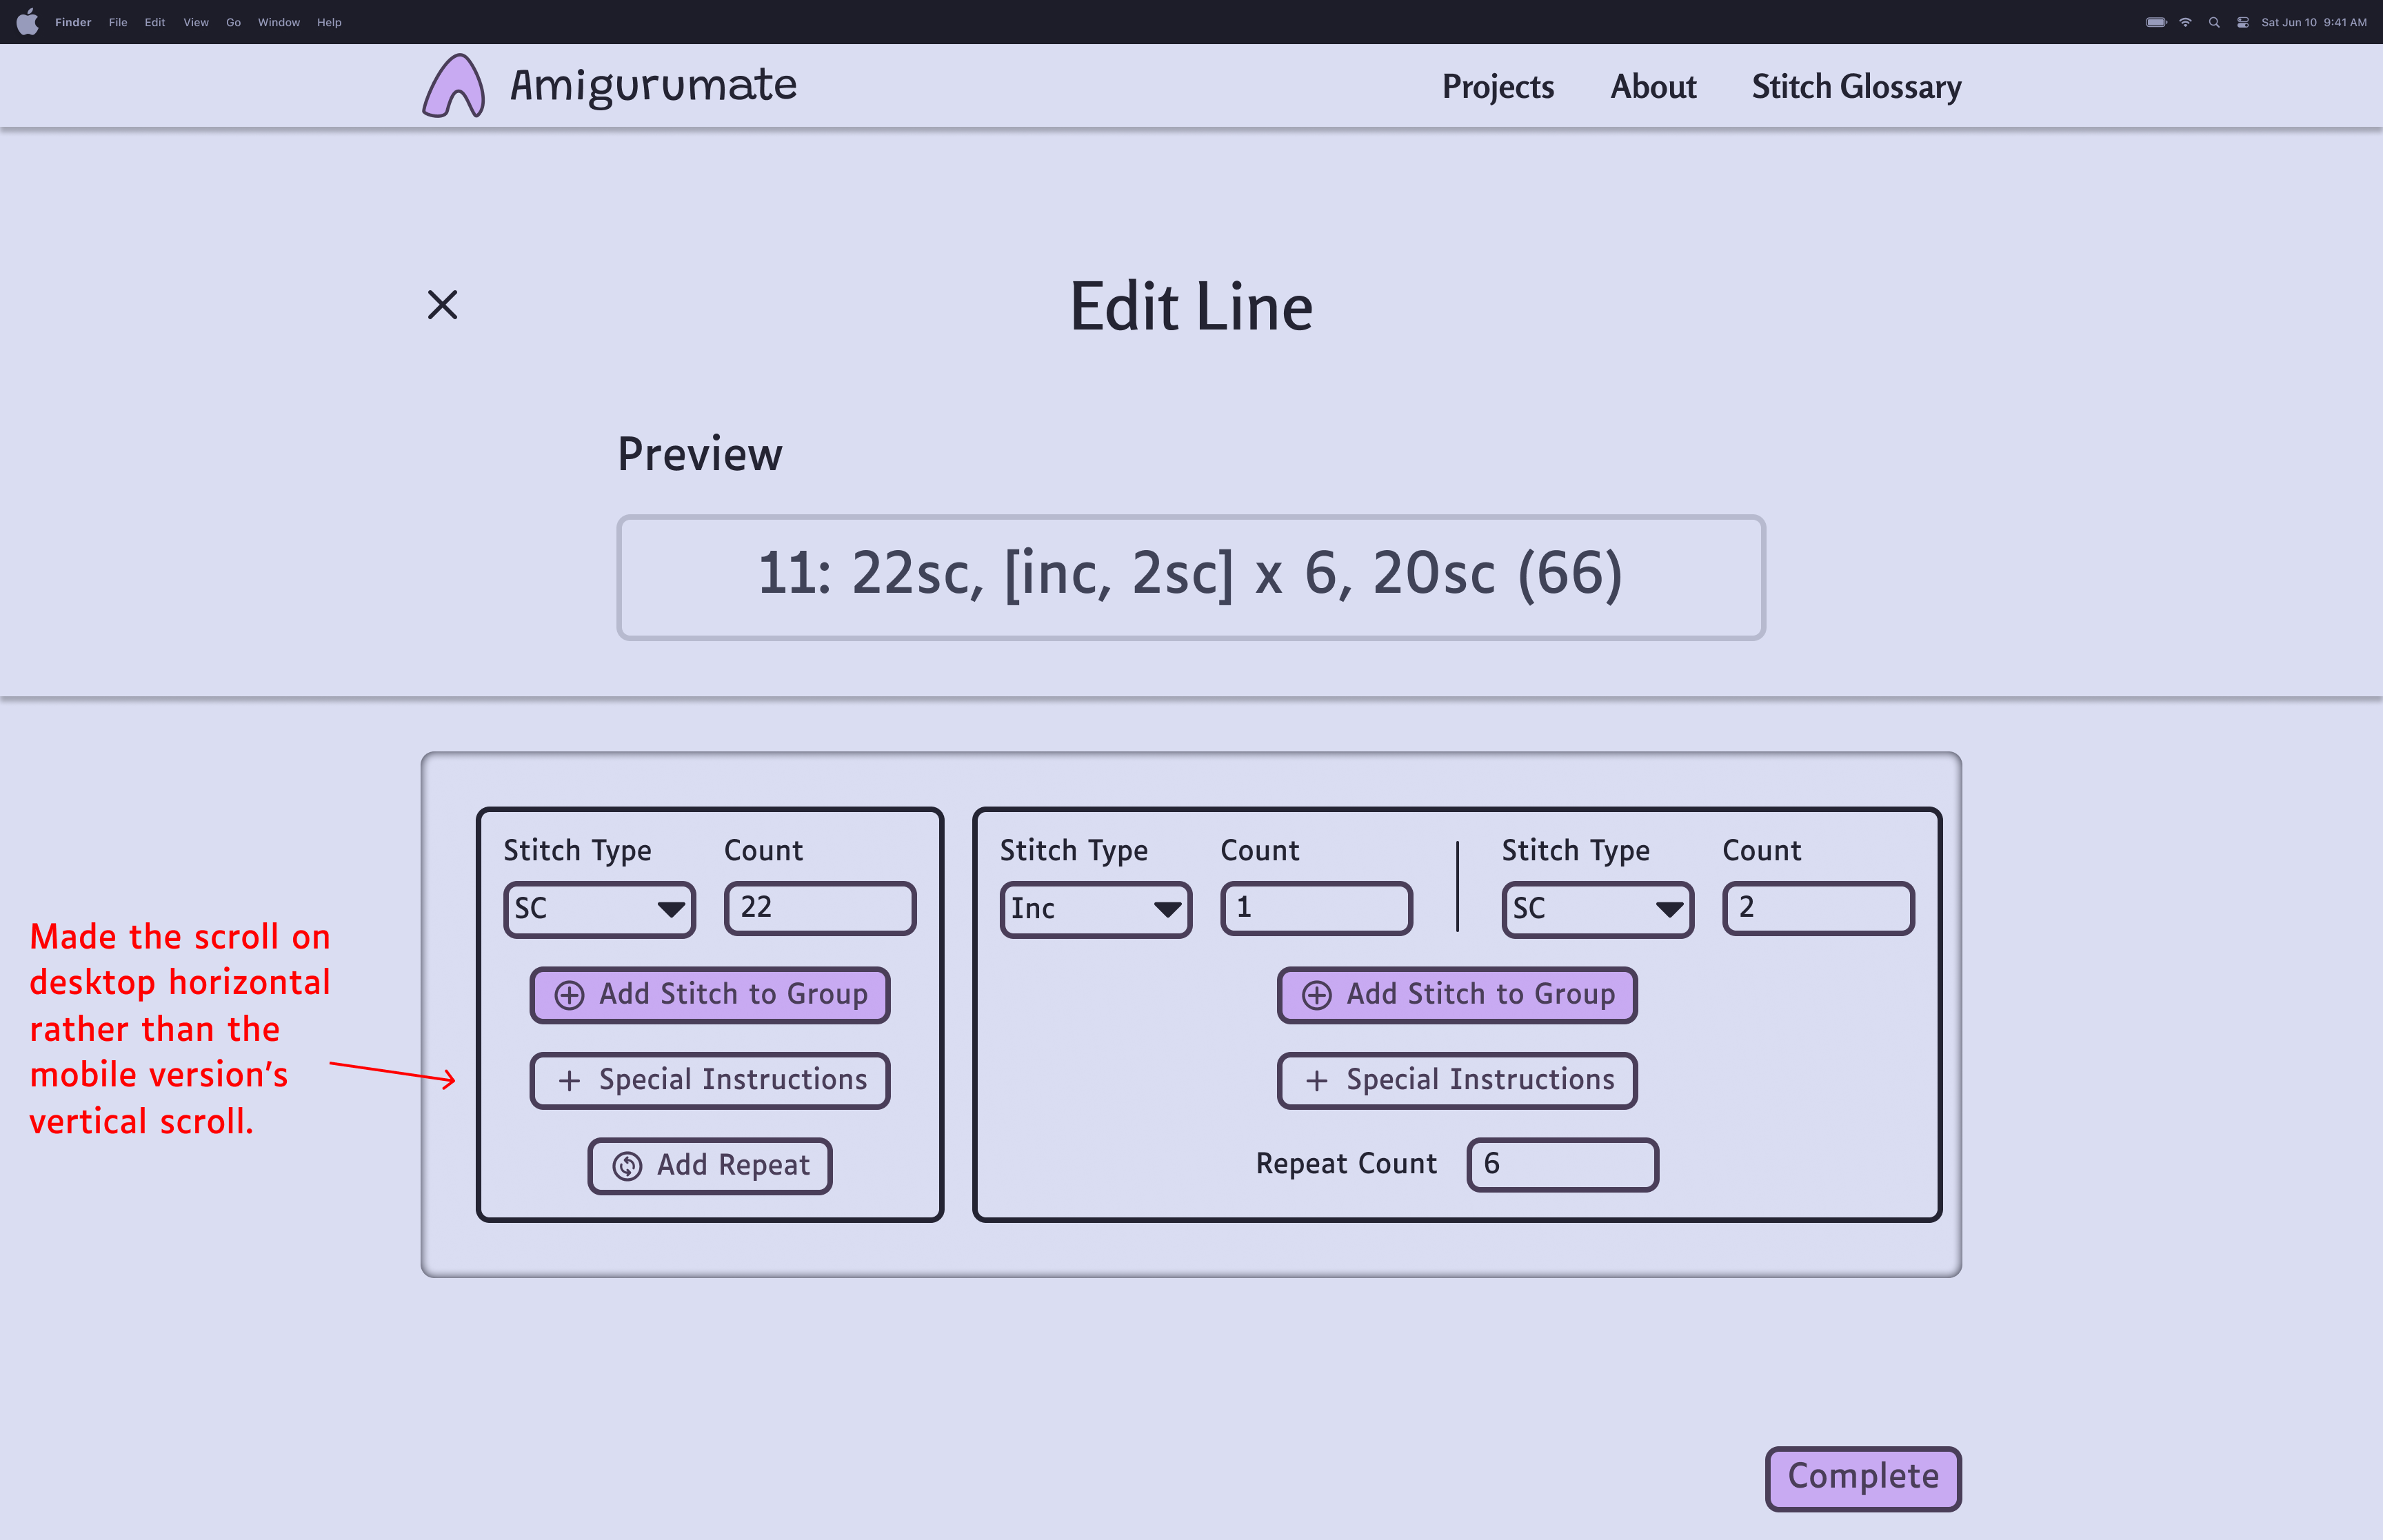 Finder File Edit View Go Window Help Sat Jun 10 9:41 AM
Amigurumate Projects About Stitch Glossary
Edit Line
Preview
11: 22sc, [inc, 2sc] x 6, 20sc (66)
Stitch Type Count Stitch Type Count Stitch Type Count
SC 22 Inc 1 SC 2
Add Stitch to Group Add Stitch to Group
Special Instructions Special Instructions
Add Repeat Repeat Count 6
Made the scroll on
desktop horizontal
rather than the
mobile version’s
vertical scroll.
Complete